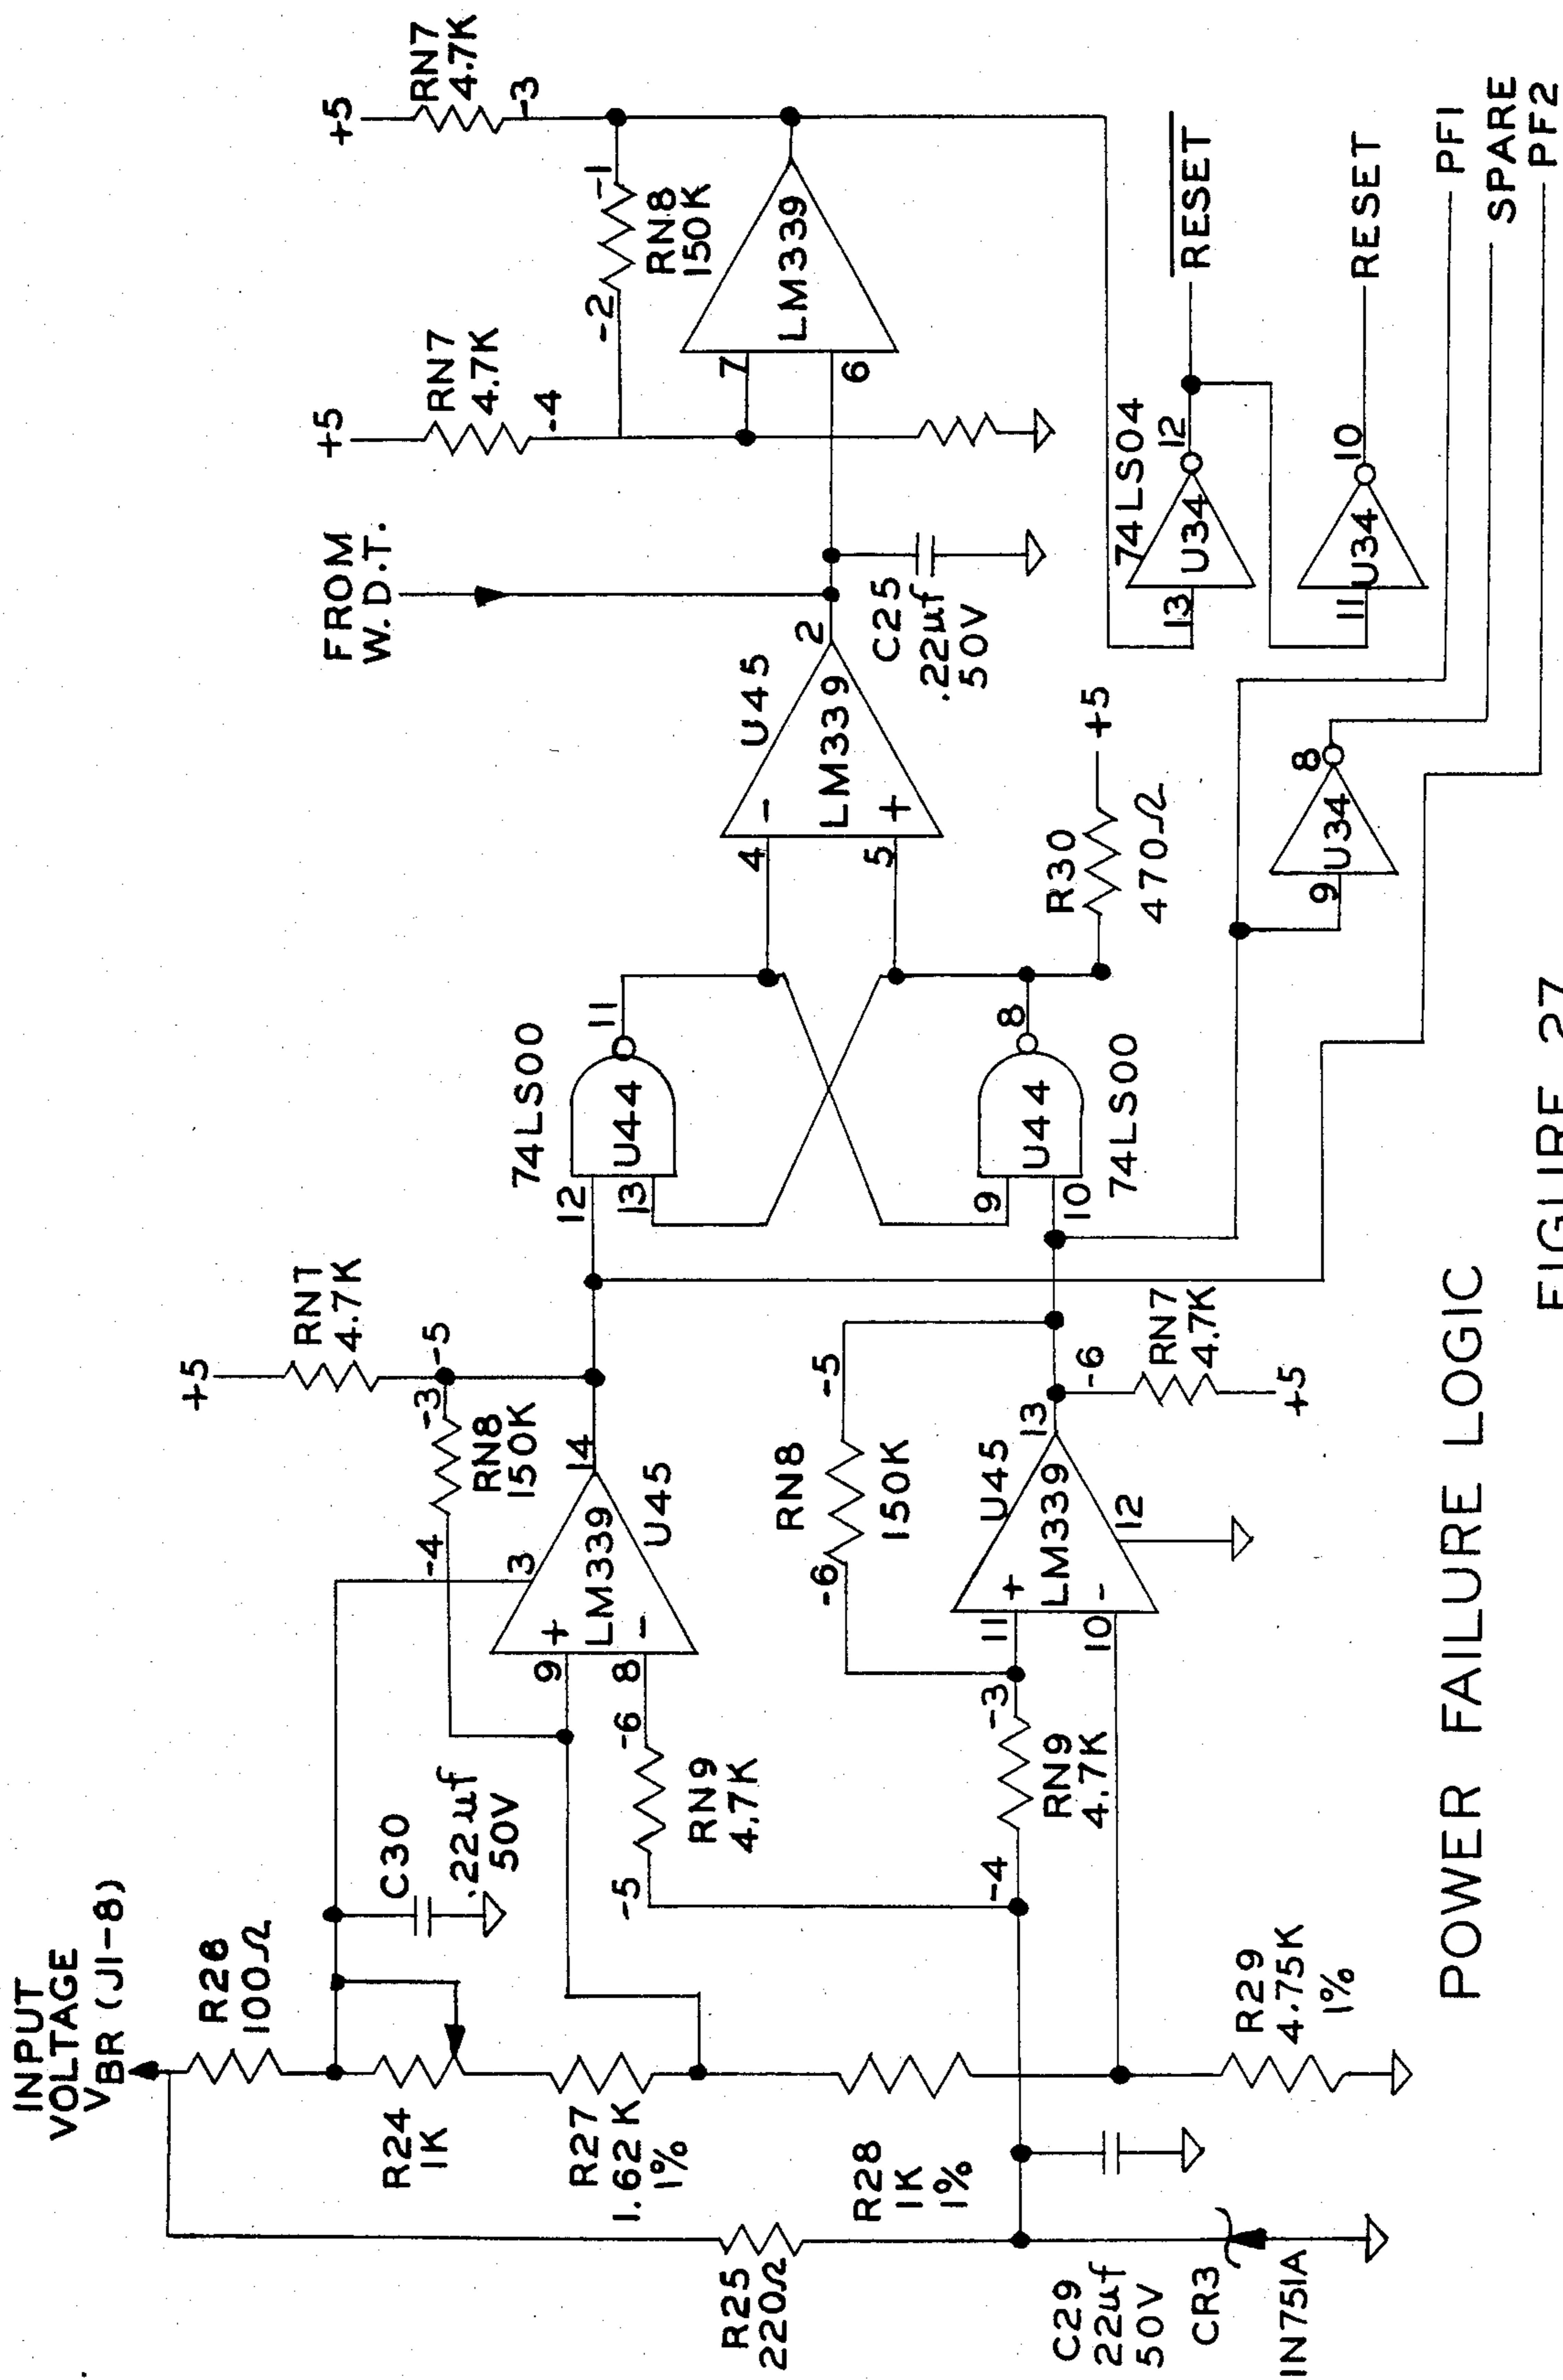 INPUT
VOLTAGE
VBR (J1-8)
R26
100Ω
C30
.22uf
50V
R24
1K
R27
1.62K
1%
R28
1K
1%
R29
4.75K
1%
R25
220Ω
C29
22uf
50V
CR3
IN751A
+5
RN7
4.7K
-5
-3
RN8
150K
-4
3
9
+
8
-
LM339
14
U45
-6
RN9
4.7K
-5
-4
RN9
4.7K
-3
-6
RN8
150K
-5
11
+
10
-
LM339
U45
13
12
-6
RN7
4.7K
+5
74LS00
12
13
U44
11
9
10
U44
8
74LS00
R30
470Ω
+5
4
-
5
+
LM339
U45
2
FROM
W.D.T.
C25
.22uf
50V
+5
RN7
4.7K
-4
-2
RN8
150K
-1
7
6
LM339
+5
RN7
4.7K
-3
74LS04
13
U34
12
RESET
11
U34
10
RESET
9
U34
8
PF1
SPARE
PF2
POWER FAILURE LOGIC
FIGURE 27